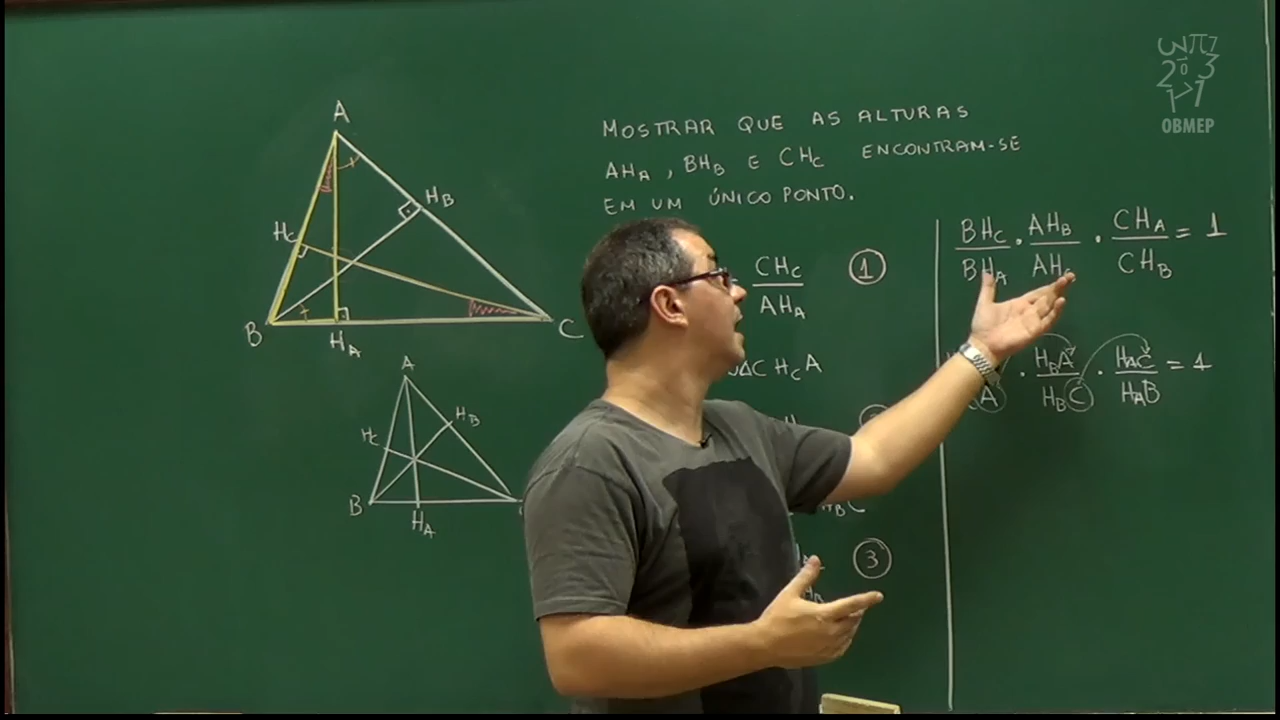 A
H_B
H_C
B
H_A
C
A
H_B
H_C
B
H_A
MOSTRAR QUE AS ALTURAS
AH_A, BH_B E CH_C ENCONTRAM-SE
EM UM ÚNICO PONTO.
= CH_C / AH_A ①
ΔCH_CA
③
BH_C / BH_A · AH_B / AH_C · CH_A / CH_B = 1
A · H_BA / H_BC · H_AC / H_AB = 1
OBMEP